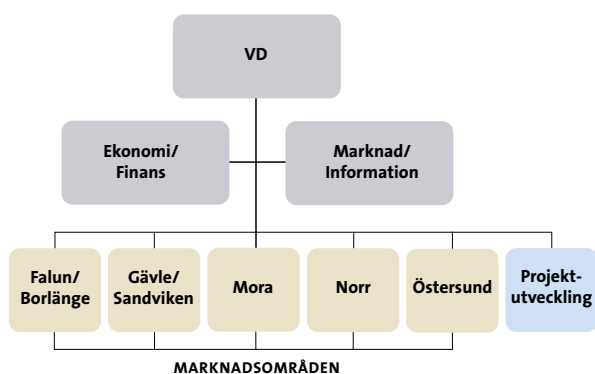 VD
Ekonomi/
Finans
Marknad/
Information
Falun/
Borlänge
Gävle/
Sandviken
Mora
Norr
Östersund
Projekt-
utveckling
MARKNADSOMRÅDEN